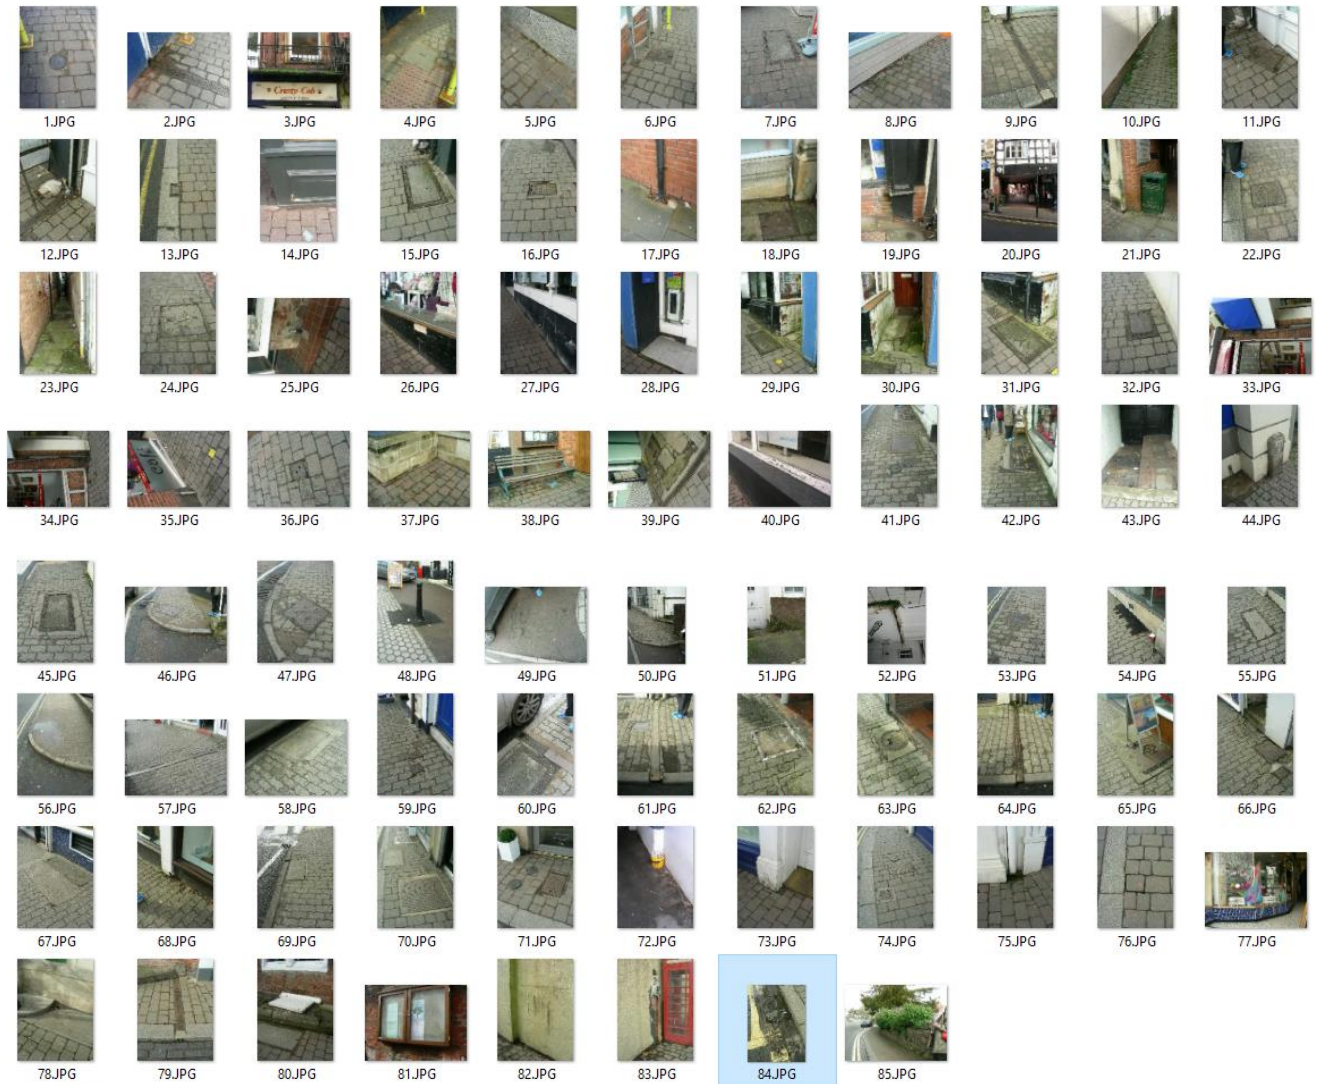 1.JPG 2.JPG 3.JPG 4.JPG 5.JPG 6.JPG 7.JPG 8.JPG 9.JPG 10.JPG 11.JPG
12.JPG 13.JPG 14.JPG 15.JPG 16.JPG 17.JPG 18.JPG 19.JPG 20.JPG 21.JPG 22.JPG
23.JPG 24.JPG 25.JPG 26.JPG 27.JPG 28.JPG 29.JPG 30.JPG 31.JPG 32.JPG 33.JPG
34.JPG 35.JPG 36.JPG 37.JPG 38.JPG 39.JPG 40.JPG 41.JPG 42.JPG 43.JPG 44.JPG
45.JPG 46.JPG 47.JPG 48.JPG 49.JPG 50.JPG 51.JPG 52.JPG 53.JPG 54.JPG 55.JPG
56.JPG 57.JPG 58.JPG 59.JPG 60.JPG 61.JPG 62.JPG 63.JPG 64.JPG 65.JPG 66.JPG
67.JPG 68.JPG 69.JPG 70.JPG 71.JPG 72.JPG 73.JPG 74.JPG 75.JPG 76.JPG 77.JPG
78.JPG 79.JPG 80.JPG 81.JPG 82.JPG 83.JPG 84.JPG 85.JPG